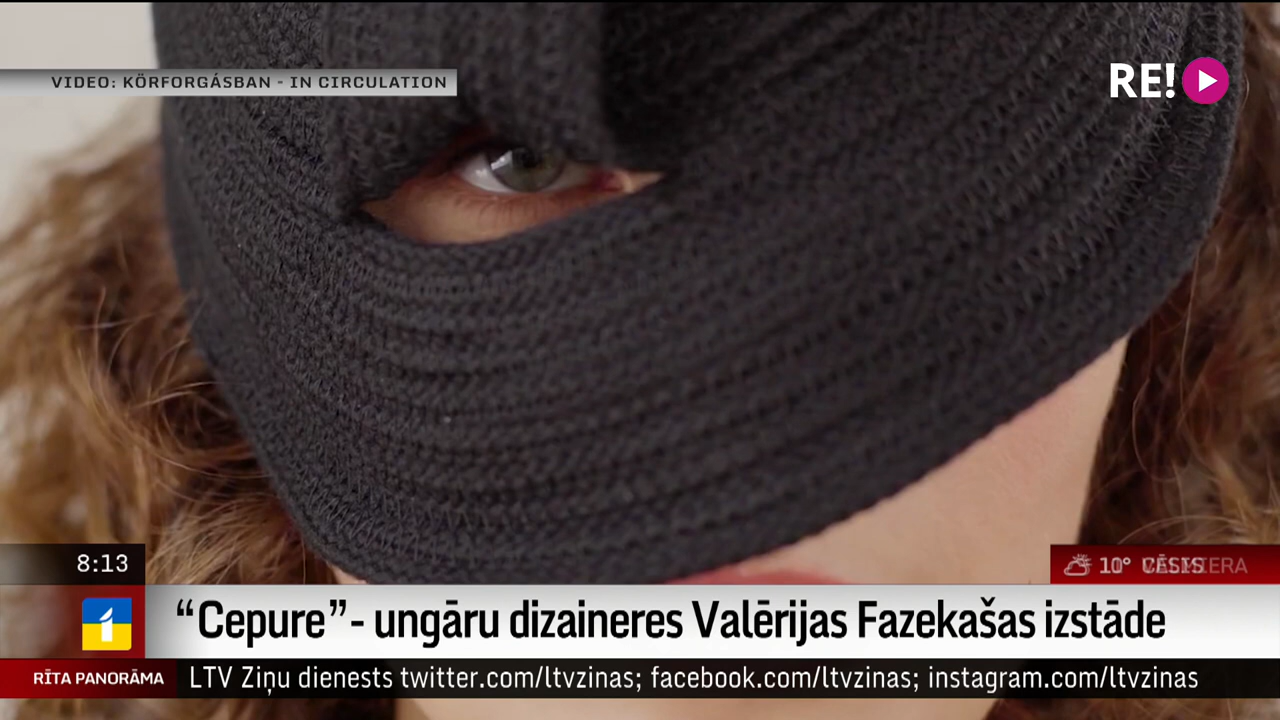 VIDEO: KÖRFORGÁSBAN - IN CIRCULATION
RE!
8:13
10°
1
“Cepure”- ungāru dizaineres Valērijas Fazekašas izstāde
RĪTA PANORĀMA
LTV Ziņu dienests twitter.com/ltvzinas; facebook.com/ltvzinas; instagram.com/ltvzinas